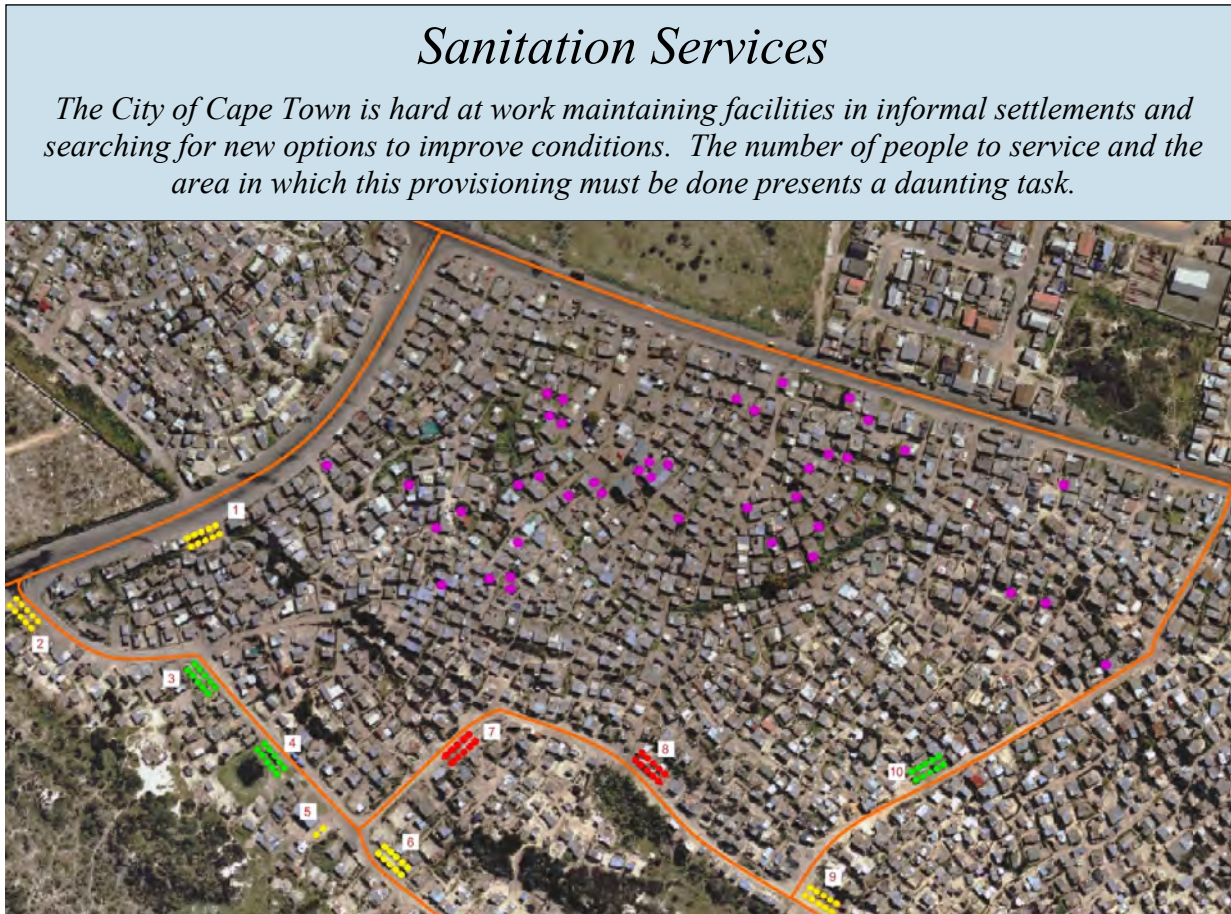 Sanitation Services
The City of Cape Town is hard at work maintaining facilities in informal settlements and
searching for new options to improve conditions.  The number of people to service and the
area in which this provisioning must be done presents a daunting task.
1
2
3
4
5
6
7
8
9
10